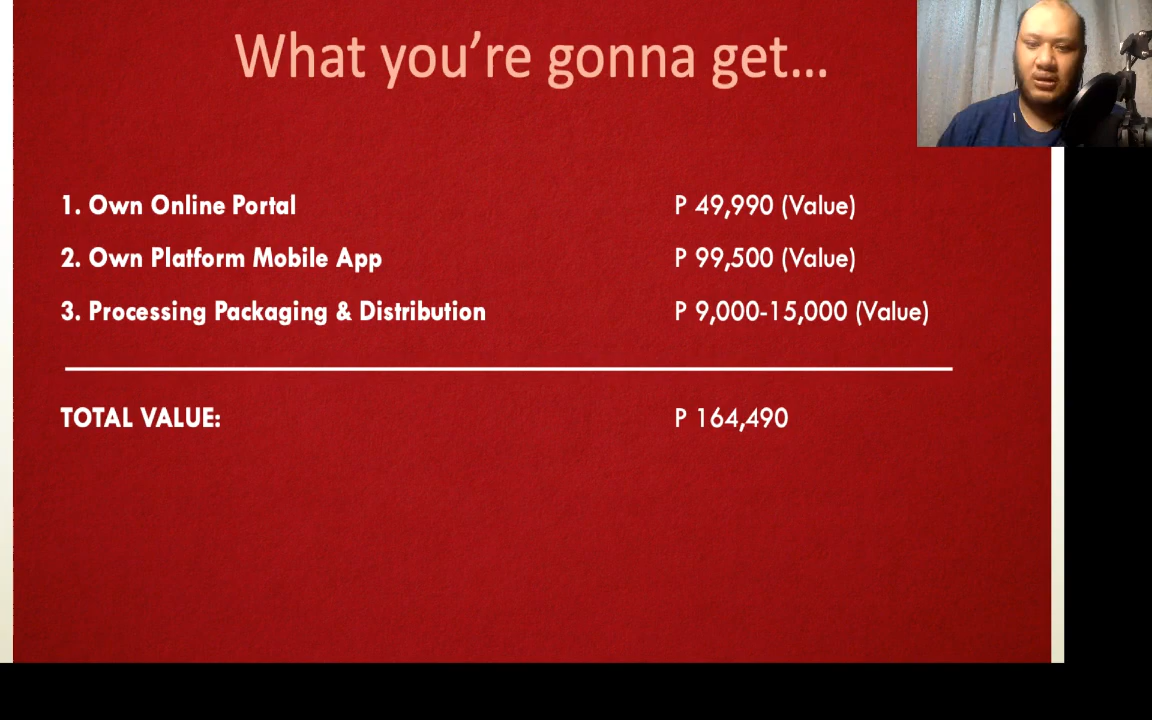 What you're gonna get...
1. Own Online Portal P 49,990 (Value)
2. Own Platform Mobile App P 99,500 (Value)
3. Processing Packaging & Distribution P 9,000-15,000 (Value)
TOTAL VALUE: P 164,490